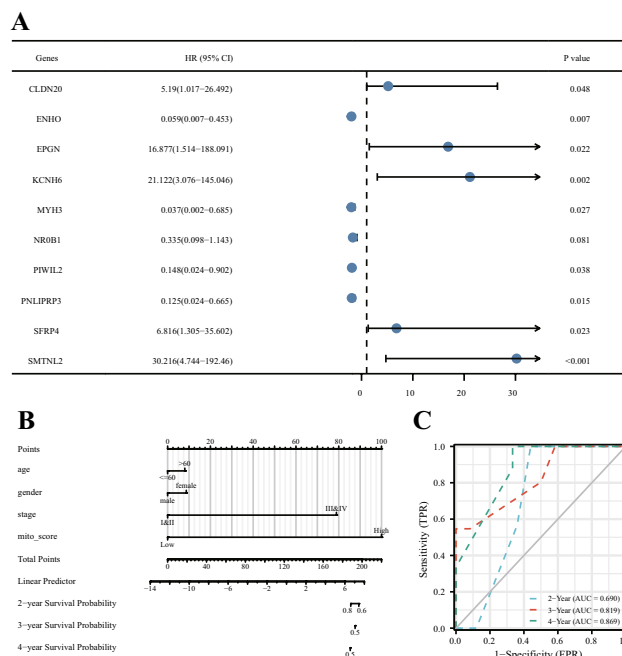 A
Genes HR (95% CI) P value
CLDN20 5.19(1.017−26.492) 0.048
ENHO 0.059(0.007−0.453) 0.007
EPGN 16.877(1.514−188.091) 0.022
KCNH6 21.122(3.076−145.046) 0.002
MYH3 0.037(0.002−0.685) 0.027
NR0B1 0.335(0.098−1.143) 0.081
PIWIL2 0.148(0.024−0.902) 0.038
PNLIPRP3 0.125(0.024−0.665) 0.015
SFRP4 6.816(1.305−35.602) 0.023
SMTNL2 30.216(4.744−192.46) <0.001
0 10 20 30
B
Points 0 20 40 60 80 100
age <=60 >60
gender male female
stage I&II III&IV
mito_score Low High
Total Points 0 40 80 120 160 200
Linear Predictor −14 −10 −6 −2 2 6
2−year Survival Probability 0.8 0.6
3−year Survival Probability 0.5
4−year Survival Probability 0.5
C
Sensitivity (TPR)
1.0
0.8
0.6
0.4
0.2
0.0
2−Year (AUC = 0.690)
3−Year (AUC = 0.819)
4−Year (AUC = 0.869)
0.0 0.2 0.4 0.6 0.8
1−Specificity (FPR)